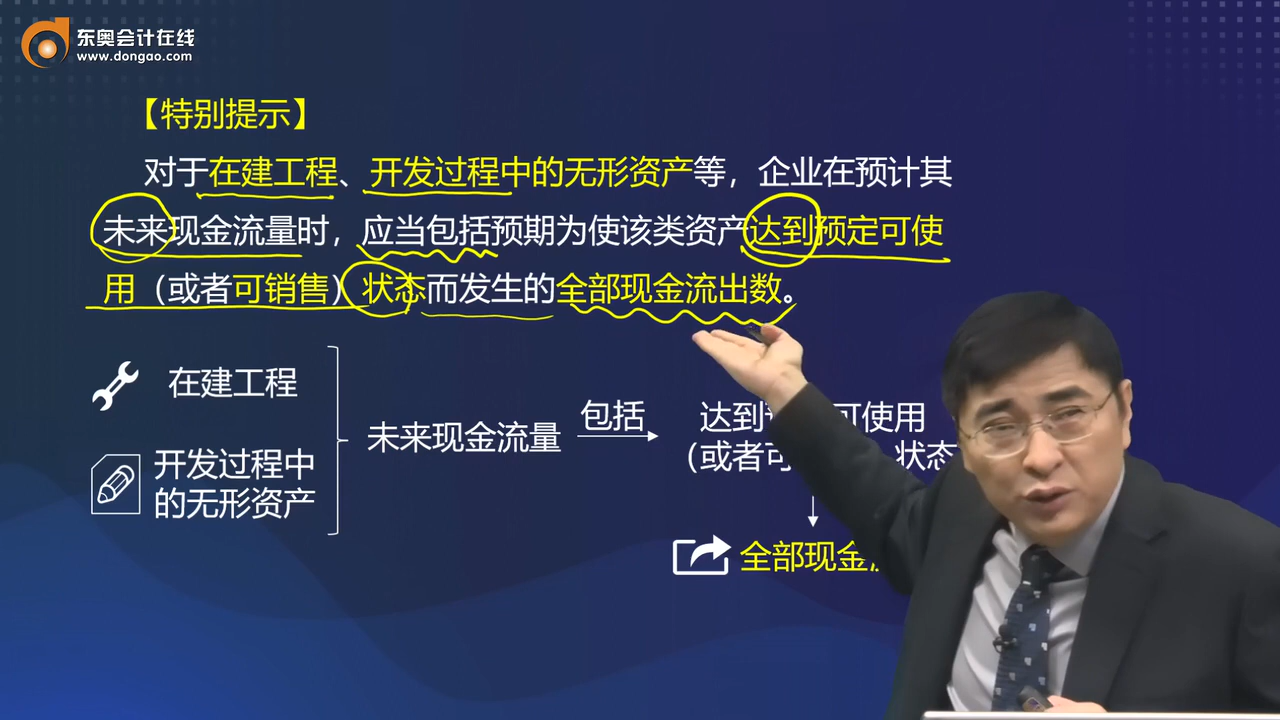 东奥会计在线
www.dongao.com
【特别提示】
对于在建工程、开发过程中的无形资产等，企业在预计其
未来现金流量时，应当包括预期为使该类资产达到预定可使
用（或者可销售）状态而发生的全部现金流出数。
在建工程
开发过程中
的无形资产
未来现金流量
包括
达到 可使用
（或者可 状态
全部现金